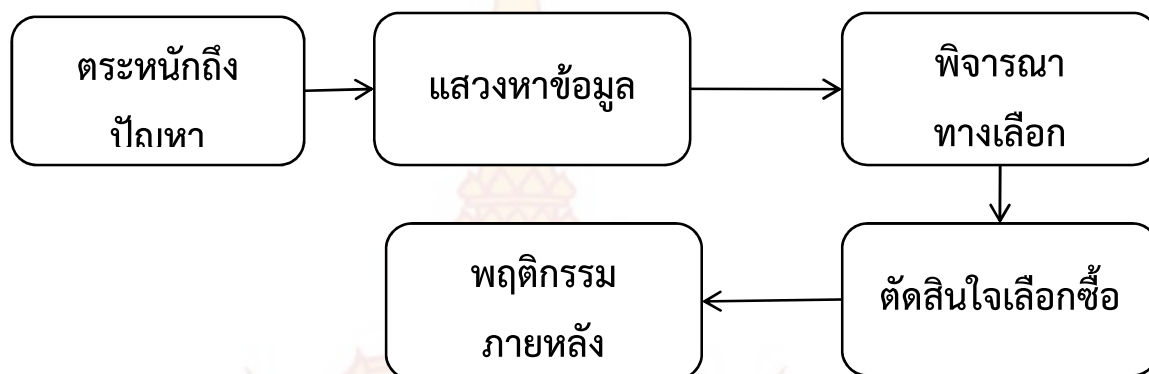 ตระหนักถึง
ปัญหา
แสวงหาข้อมูล
พิจารณา
ทางเลือก
ตัดสินใจเลือกซื้อ
พฤติกรรม
ภายหลัง